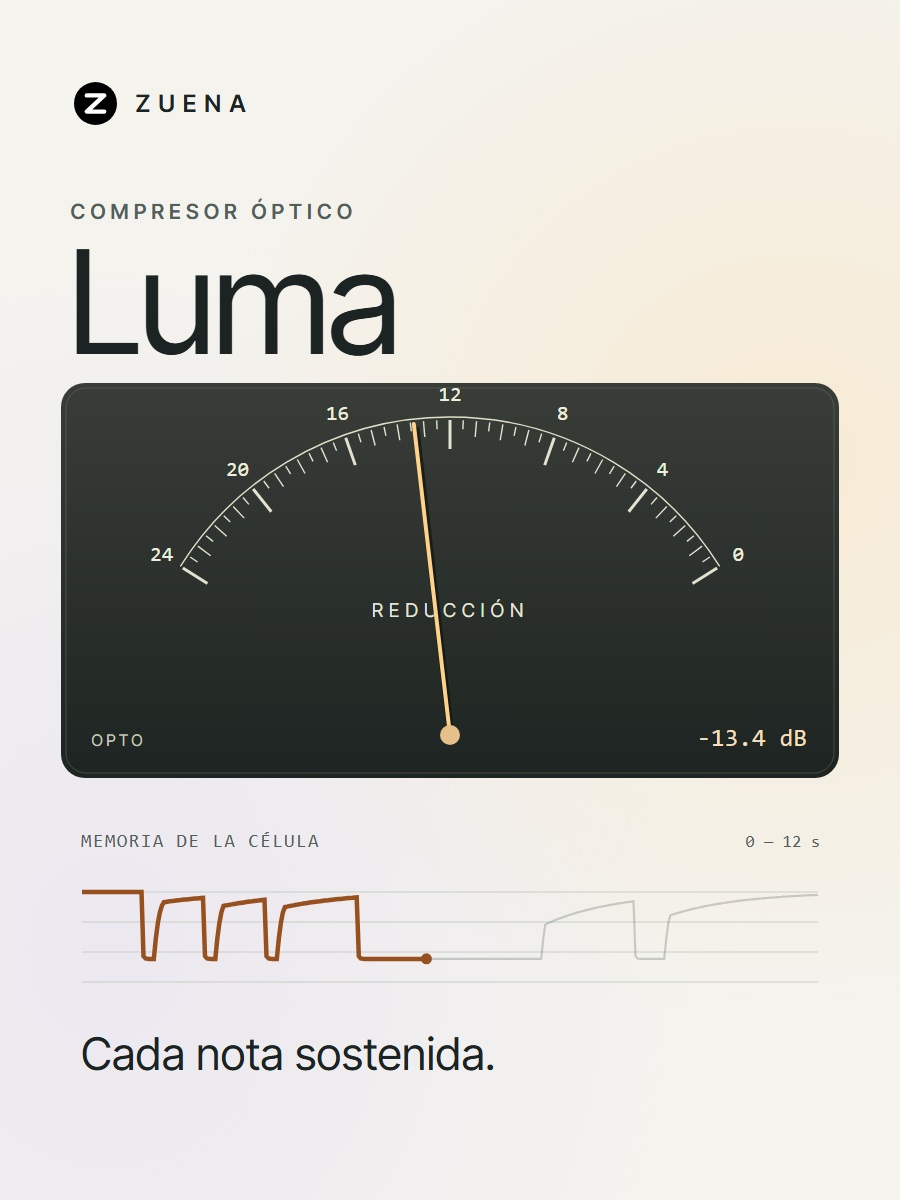 Z ZUENA
COMPRESOR ÓPTICO
Luma
12
16 8
20 4
24 0
REDUCCIÓN
OPTO -13.4 dB
MEMORIA DE LA CÉLULA 0 — 12 s
Cada nota sostenida.